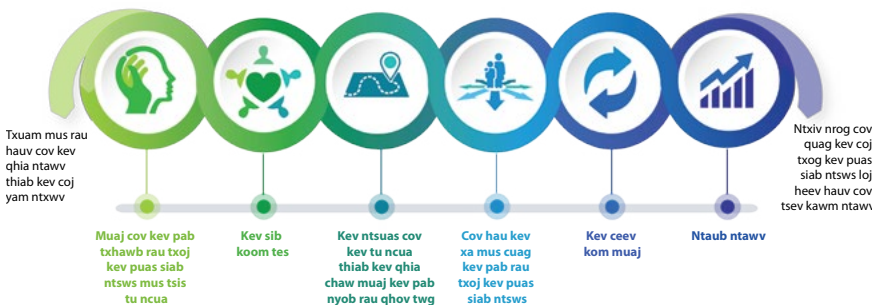 Txuam mus rau
hauv cov kev
qhia ntawv
thiab kev coj
yam ntxwv
Muaj cov kev pab
txhawb rau txoj
kev puas siab
ntsws mus tsis
tu ncua
Kev sib
koom tes
Kev ntsuas cov
kev tu ncua
thiab kev qhia
chaw muaj kev pab
nyob rau qhov twg
Cov hau kev
xa mus cuag
kev pab rau
txoj kev puas
siab ntsws
Kev ceev
kom muaj
Ntaub ntawv
Ntxiv nrog cov
quag kev coj
txog kev puas
siab ntsws loj
heev hauv cov
tsev kawm ntawv